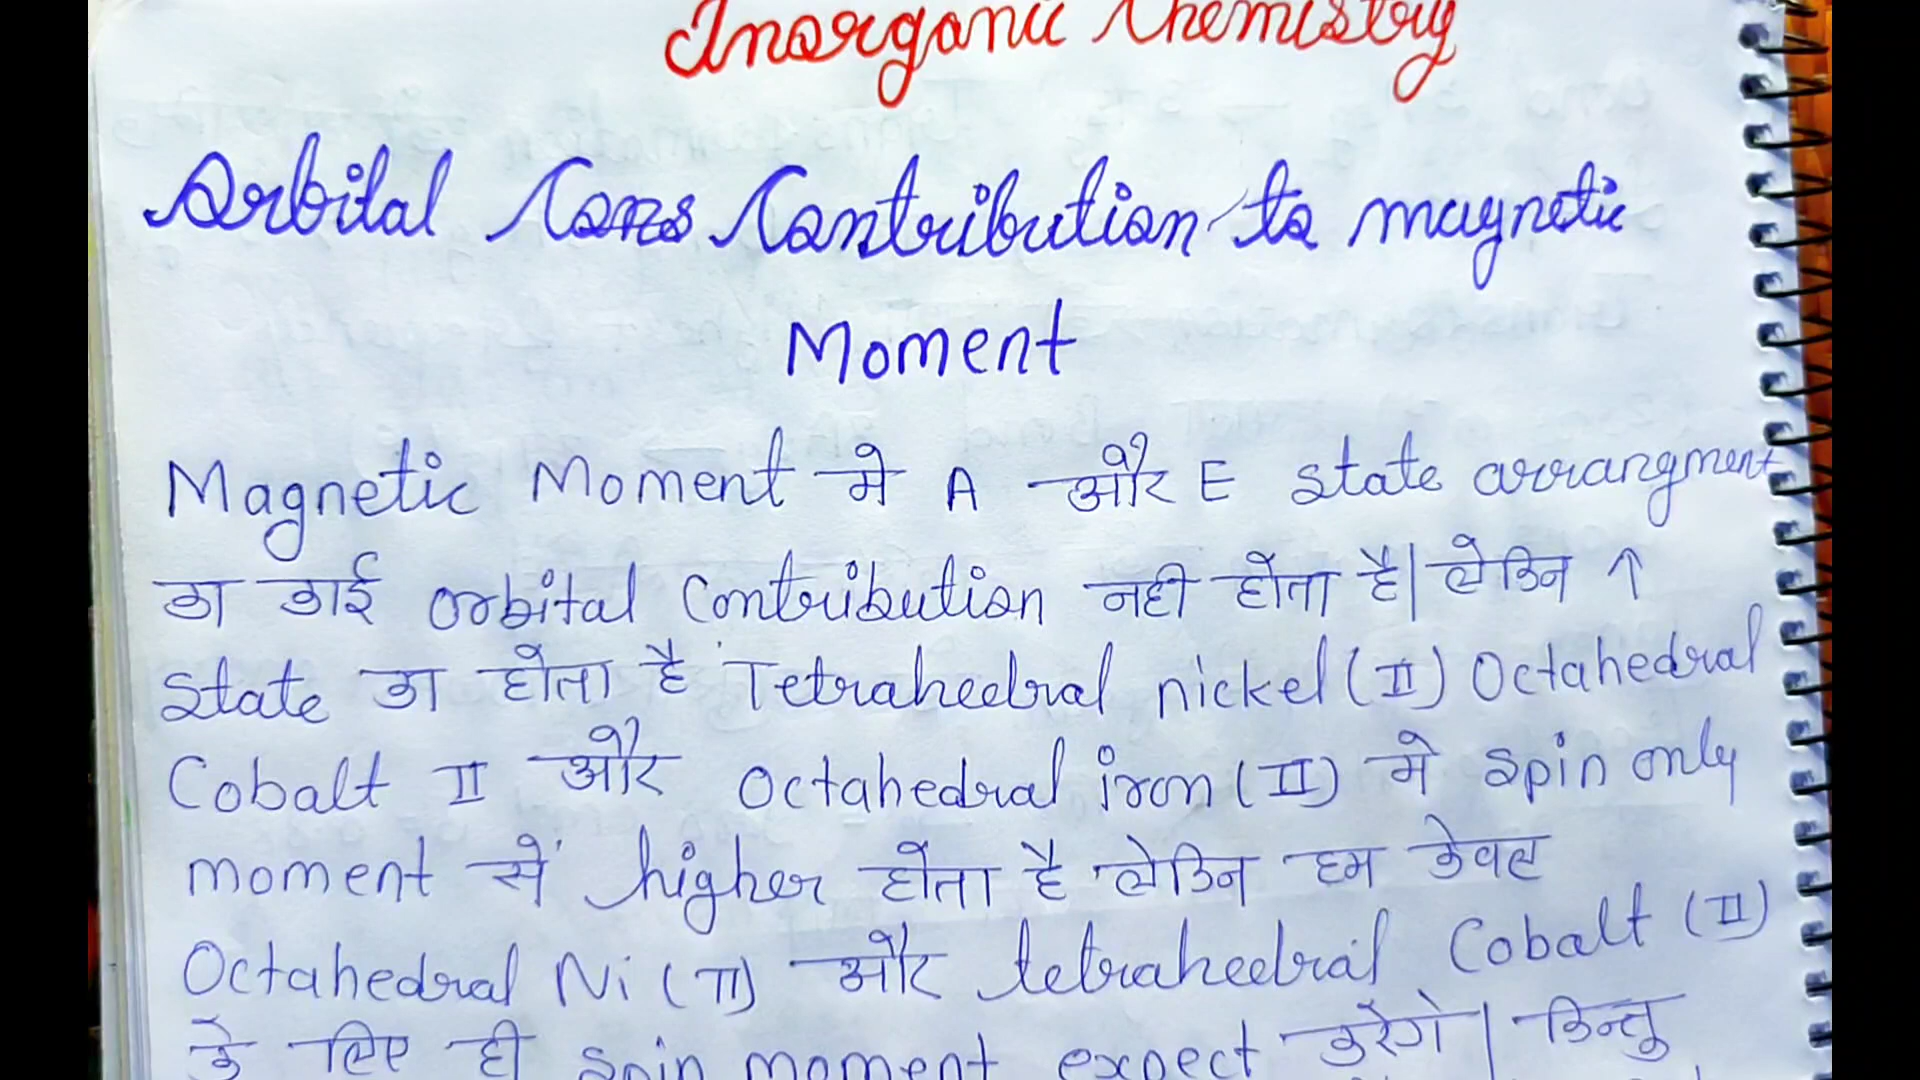 Inorganic Chemistry
Orbital Cons Contribution to magnetic
Moment
Magnetic Moment मे A और E state arrangment
का काई orbital Contribution नही होता है| लेकिन ↑
State का होता है Tetrahedral nickel (II) Octahedral
Cobalt II और Octahedral iron (II) मे spin only
moment से higher होता है लेकिन हम केवल
Octahedral Ni (II) और tetrahedral Cobalt (II)
के लिए ही spin moment expect करेगे | किन्तु